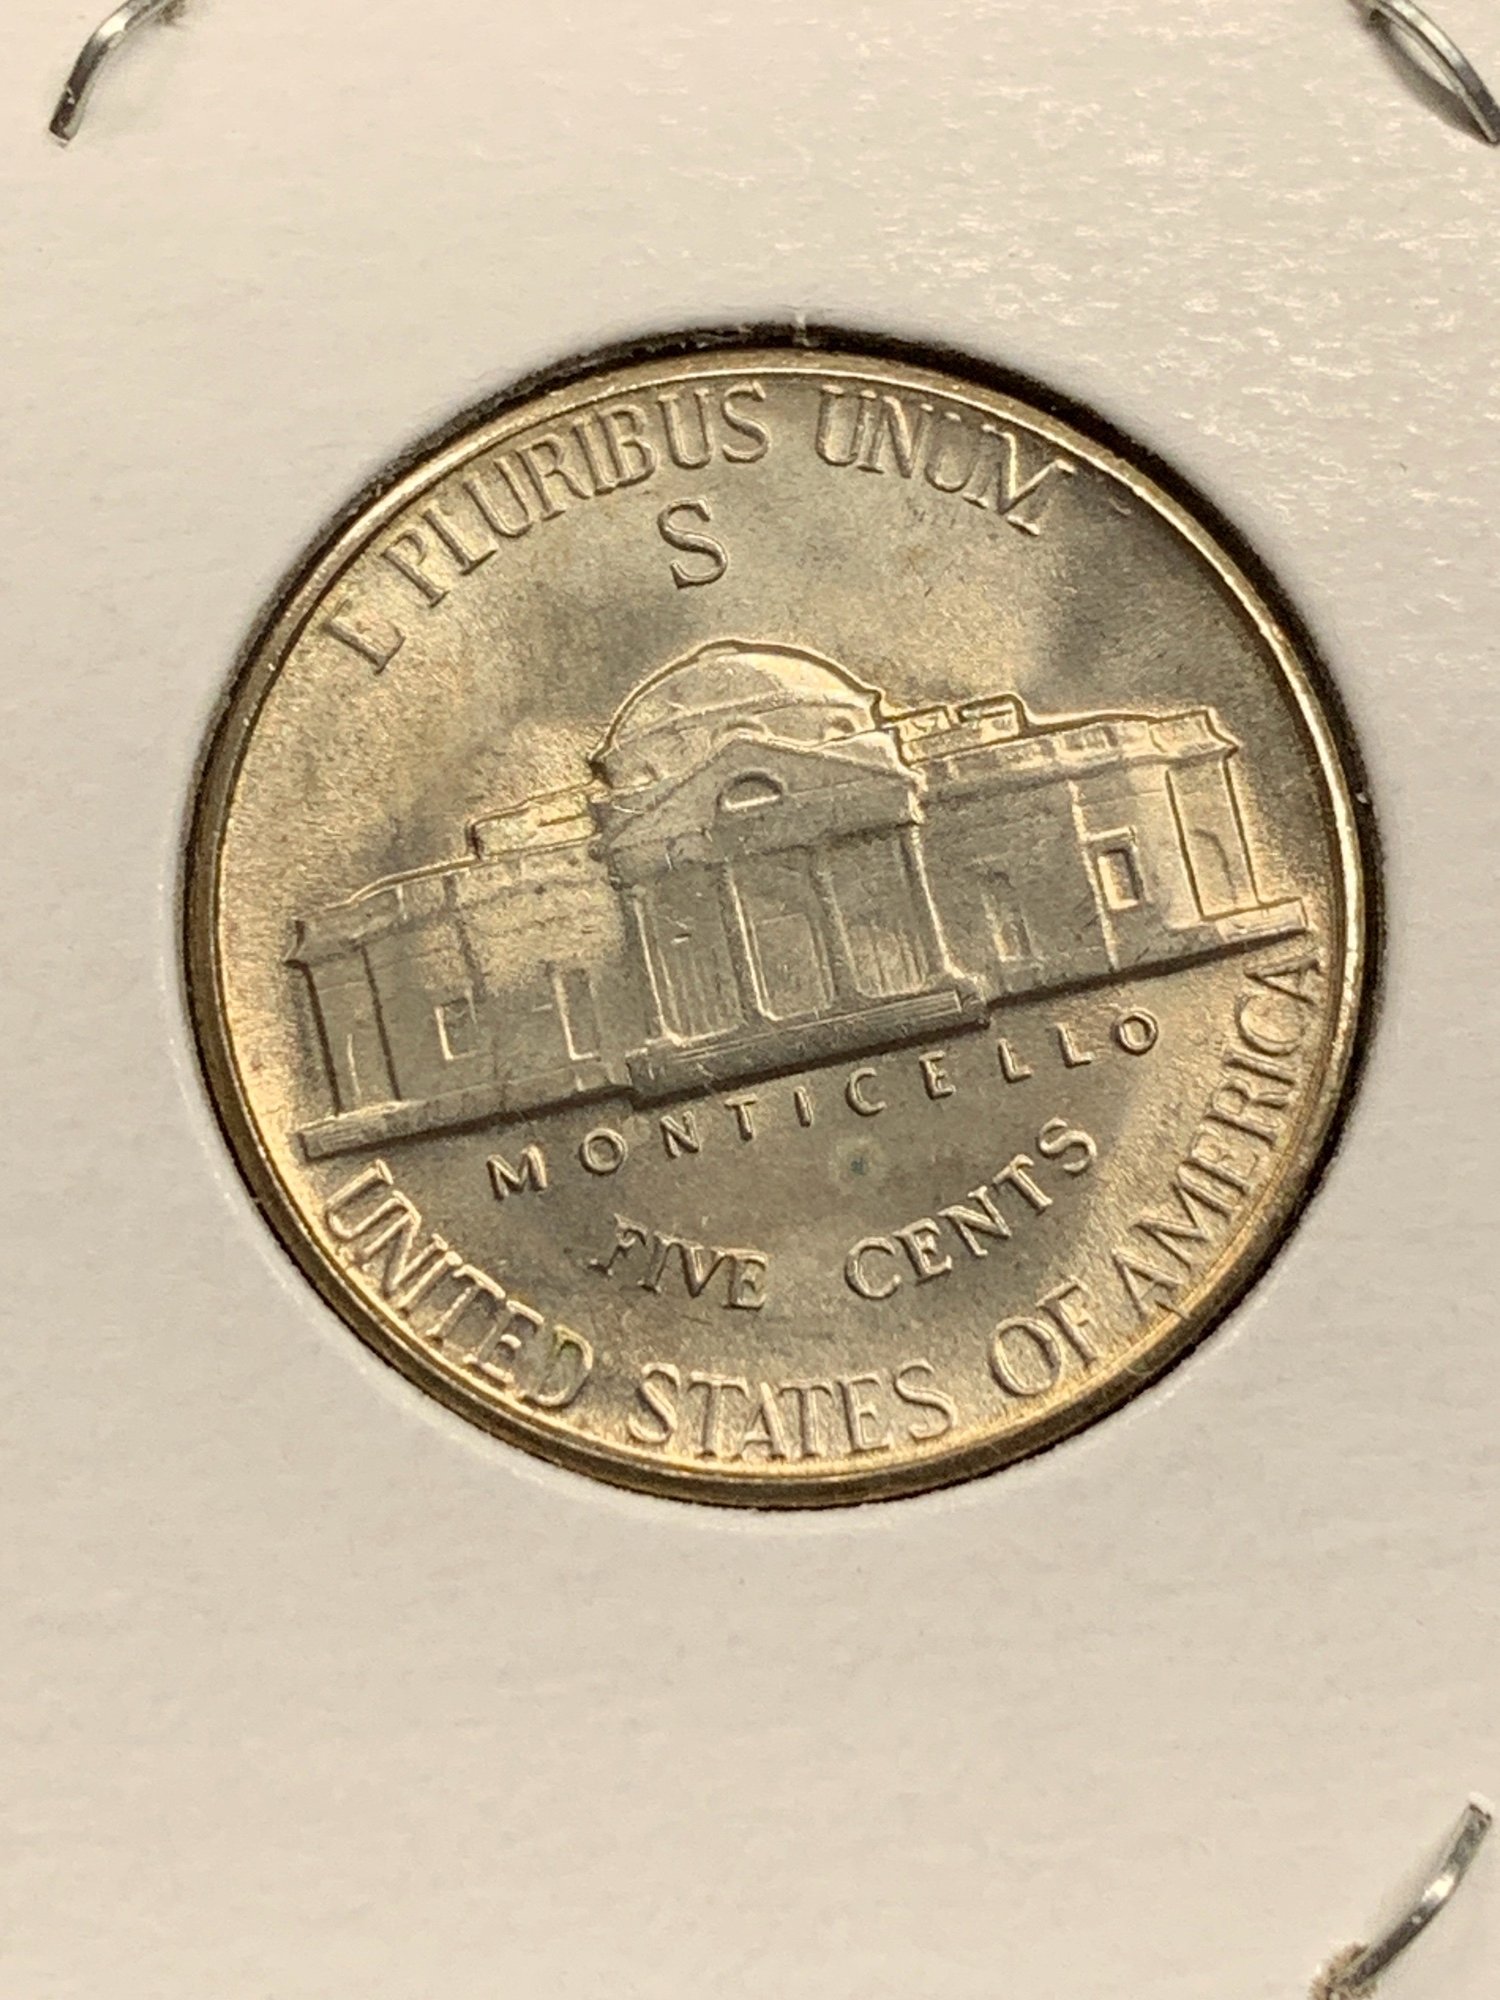 E PLURIBUS UNUM
S
MONTICELLO
FIVE CENTS
UNITED STATES OF AMERICA